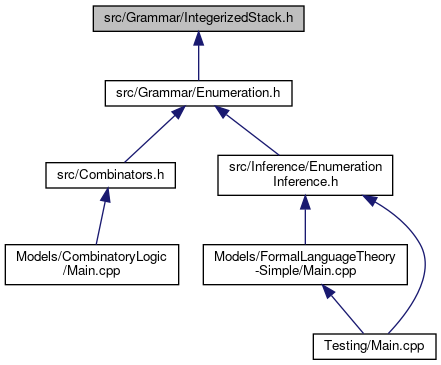 src/Grammar/IntegerizedStack.h
src/Grammar/Enumeration.h
src/Combinators.h
src/Inference/Enumeration
Inference.h
Models/CombinatoryLogic
/Main.cpp
Models/FormalLanguageTheory
-Simple/Main.cpp
Testing/Main.cpp